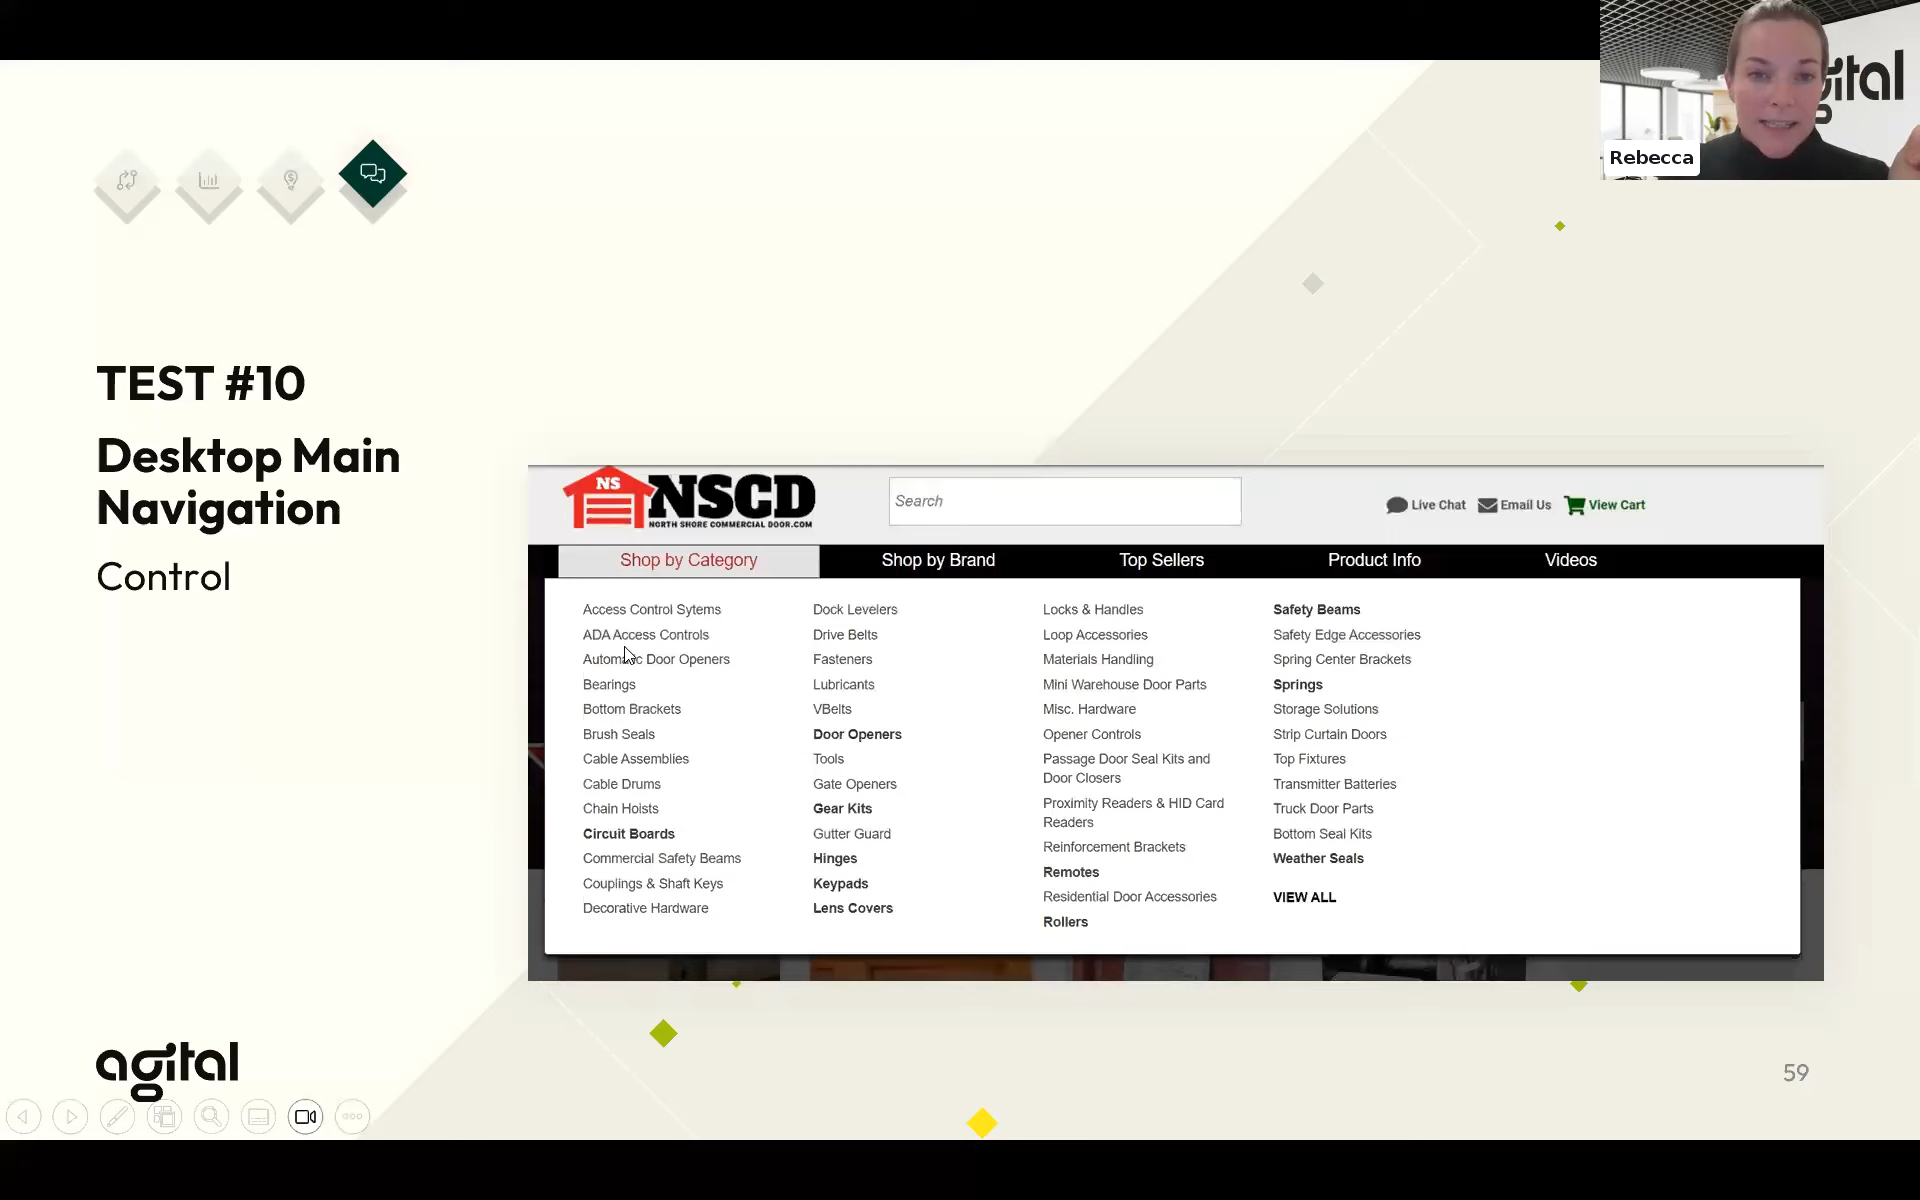 gital
Rebecca
TEST #10
Desktop Main
Navigation
Control
NS
NSCD
NORTH SHORE COMMERCIAL DOOR.COM
Search
Live Chat
Email Us
View Cart
Shop by Category
Shop by Brand
Top Sellers
Product Info
Videos
Access Control Sytems
ADA Access Controls
Automatic Door Openers
Bearings
Bottom Brackets
Brush Seals
Cable Assemblies
Cable Drums
Chain Hoists
Circuit Boards
Commercial Safety Beams
Couplings & Shaft Keys
Decorative Hardware
Dock Levelers
Drive Belts
Fasteners
Lubricants
VBelts
Door Openers
Tools
Gate Openers
Gear Kits
Gutter Guard
Hinges
Keypads
Lens Covers
Locks & Handles
Loop Accessories
Materials Handling
Mini Warehouse Door Parts
Misc. Hardware
Opener Controls
Passage Door Seal Kits and
Door Closers
Proximity Readers & HID Card
Readers
Reinforcement Brackets
Remotes
Residential Door Accessories
Rollers
Safety Beams
Safety Edge Accessories
Spring Center Brackets
Springs
Storage Solutions
Strip Curtain Doors
Top Fixtures
Transmitter Batteries
Truck Door Parts
Bottom Seal Kits
Weather Seals
VIEW ALL
agital
59